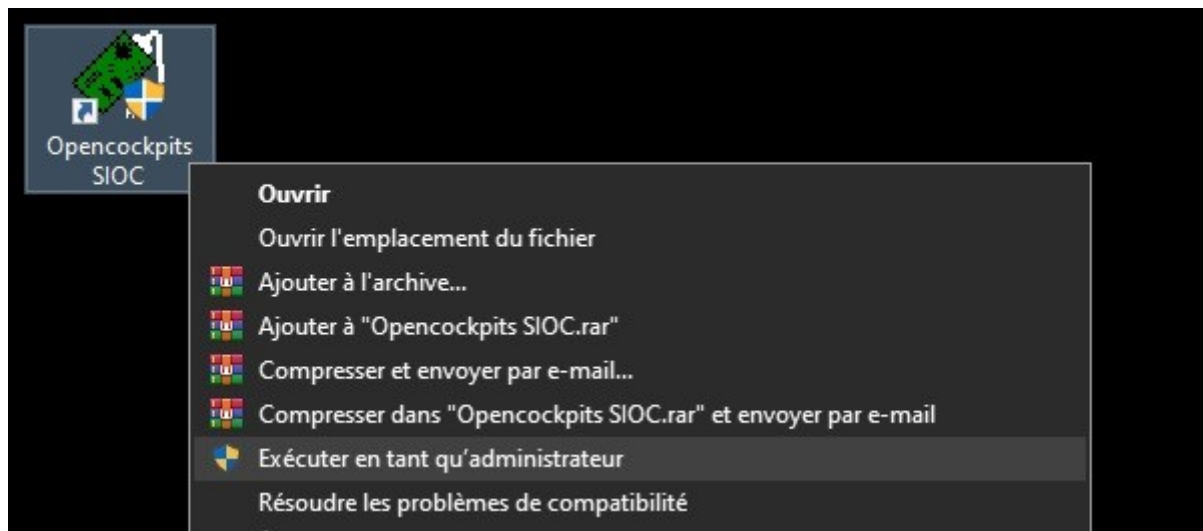 Opencockpits
SIOC
Ouvrir
Ouvrir l'emplacement du fichier
Ajouter à l'archive...
Ajouter à "Opencockpits SIOC.rar"
Compresser et envoyer par e-mail...
Compresser dans "Opencockpits SIOC.rar" et envoyer par e-mail
Exécuter en tant qu’administrateur
Résoudre les problèmes de compatibilité